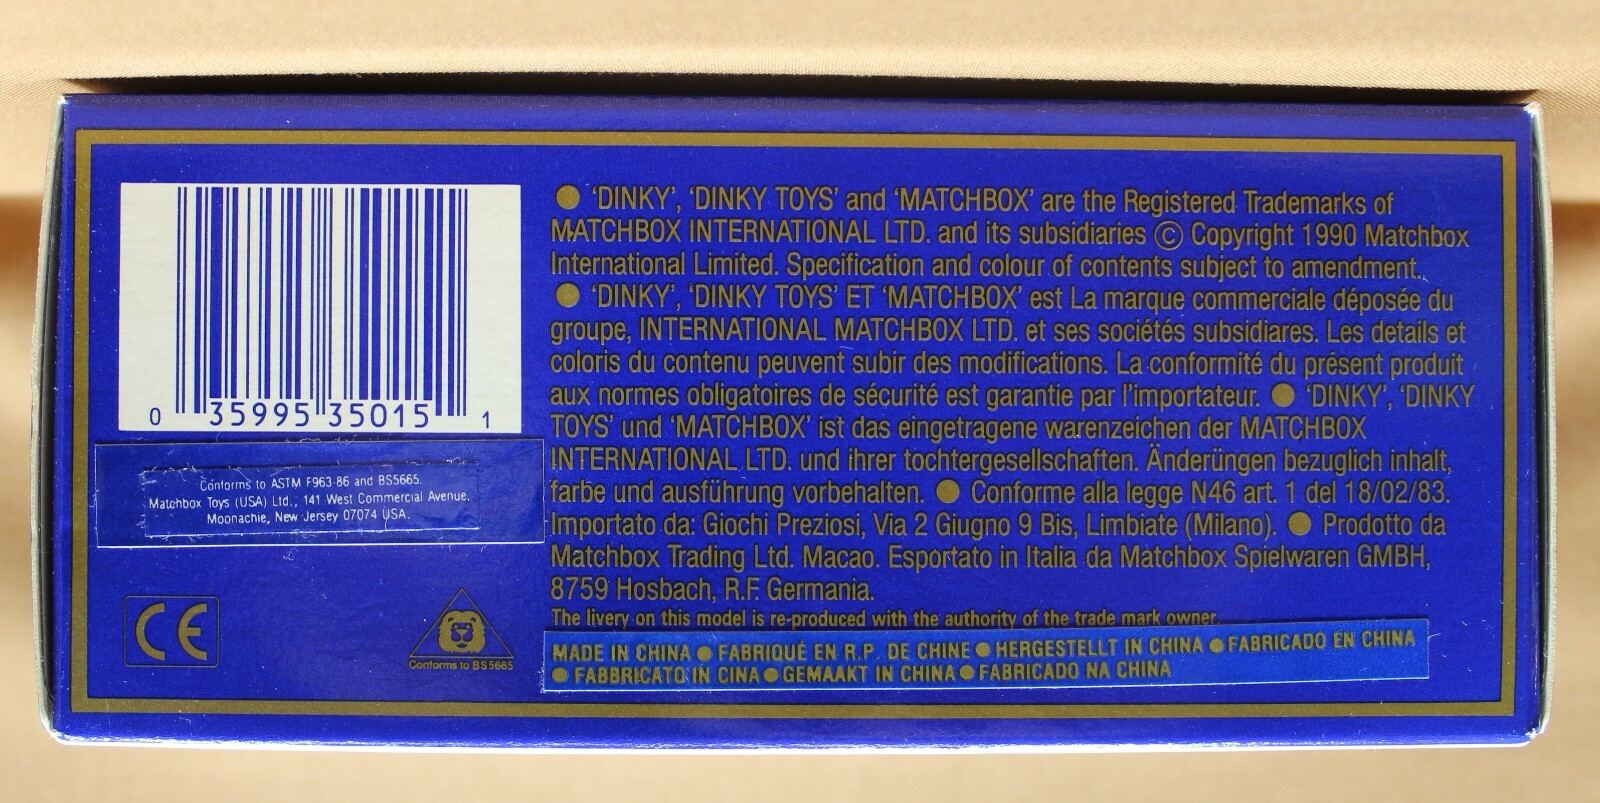 0 35995 35015 1
Conforms to ASTM F963-86 and BS5665.
Matchbox Toys (USA) Ltd., 141 West Commercial Avenue,
Moonachie, New Jersey 07074 USA.
CE
Conforms to BS5665
● 'DINKY', 'DINKY TOYS' and 'MATCHBOX' are the Registered Trademarks of
MATCHBOX INTERNATIONAL LTD. and its subsidiaries © Copyright 1990 Matchbox
International Limited. Specification and colour of contents subject to amendment.
● 'DINKY', 'DINKY TOYS' ET 'MATCHBOX' est La marque commerciale déposée du
groupe, INTERNATIONAL MATCHBOX LTD. et ses sociétés subsidiares. Les details et
coloris du contenu peuvent subir des modifications. La conformité du présent produit
aux normes obligatoires de sécurité est garantie par l'importateur. ● 'DINKY', 'DINKY
TOYS' und 'MATCHBOX' ist das eingetragene warenzeichen der MATCHBOX
INTERNATIONAL LTD. und ihrer tochtergesellschaften. Änderüngen bezuglich inhalt,
farbe und ausführung vorbehalten. ● Conforme alla legge N46 art. 1 del 18/02/83.
Importato da: Giochi Preziosi, Via 2 Giugno 9 Bis, Limbiate (Milano). ● Prodotto da
Matchbox Trading Ltd. Macao. Esportato in Italia da Matchbox Spielwaren GMBH,
8759 Hosbach, R.F. Germania.
The livery on this model is re-produced with the authority of the trade mark owner.
MADE IN CHINA ● FABRIQUÉ EN R.P. DE CHINE ● HERGESTELLT IN CHINA ● FABRICADO EN CHINA
● FABBRICATO IN CINA ● GEMAAKT IN CHINA ● FABRICADO NA CHINA